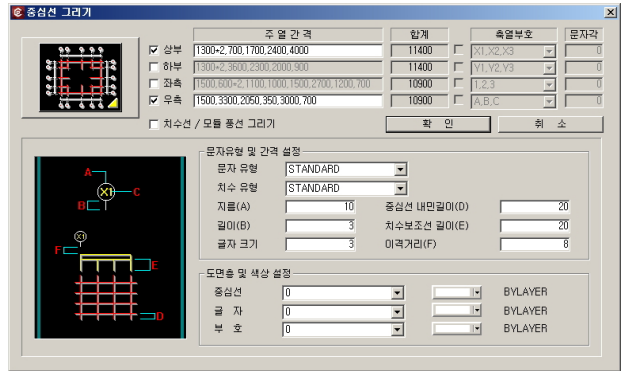 중심선 그리기
주 열 간 격 합계 축열부호 문자각
상부 1300*2,700,1700,2400,4000 11400 X1,X2,X3 0
하부 1300*2,3600,2300,2000,900 11400 Y1,Y2,Y3 0
좌측 1500,600*2,1100,1000,1500,2700,1200,700 10900 1,2,3 0
우측 1500,3300,2050,350,3000,700 10900 A,B,C 0
치수선 / 모듈 풍선 그리기 확 인 취 소
문자유형 및 간격 설정
문자 유형 STANDARD
치수 유형 STANDARD
지름(A) 10 중심선 내민길이(D) 20
길이(B) 3 치수보조선 길이(E) 20
글자 크기 3 이격거리(F) 8
A
X1 C
B
X1
F
E
D
도면층 및 색상 설정
중심선 0 BYLAYER
글 자 0 BYLAYER
부 호 0 BYLAYER